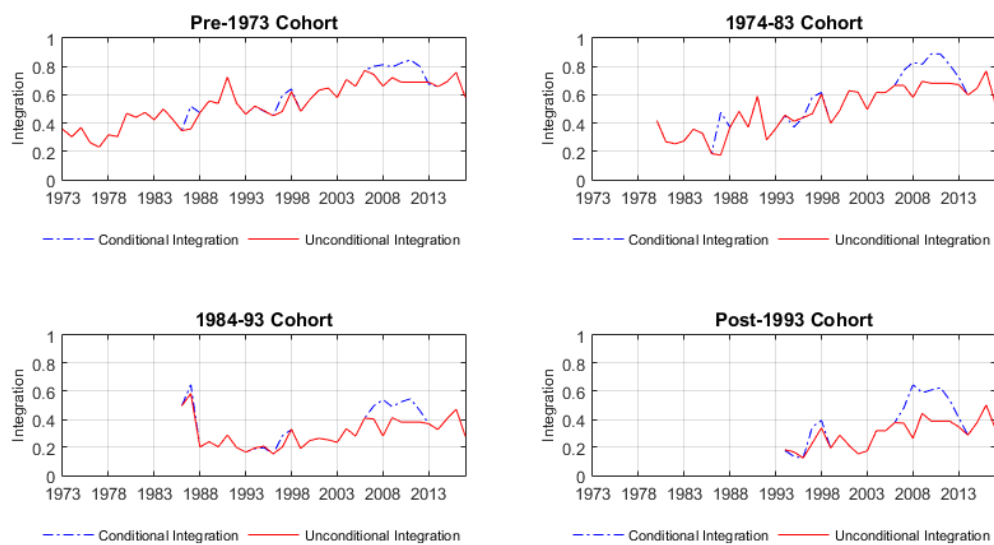 Pre-1973 Cohort
1
0.8
0.6
0.4
0.2
0
Integration
1973 1978 1983 1988 1993 1998 2003 2008 2013
Conditional Integration Unconditional Integration
1974-83 Cohort
1
0.8
0.6
0.4
0.2
0
Integration
1973 1978 1983 1988 1993 1998 2003 2008 2013
Conditional Integration Unconditional Integration
1984-93 Cohort
1
0.8
0.6
0.4
0.2
0
Integration
1973 1978 1983 1988 1993 1998 2003 2008 2013
Conditional Integration Unconditional Integration
Post-1993 Cohort
1
0.8
0.6
0.4
0.2
0
Integration
1973 1978 1983 1988 1993 1998 2003 2008 2013
Conditional Integration Unconditional Integration